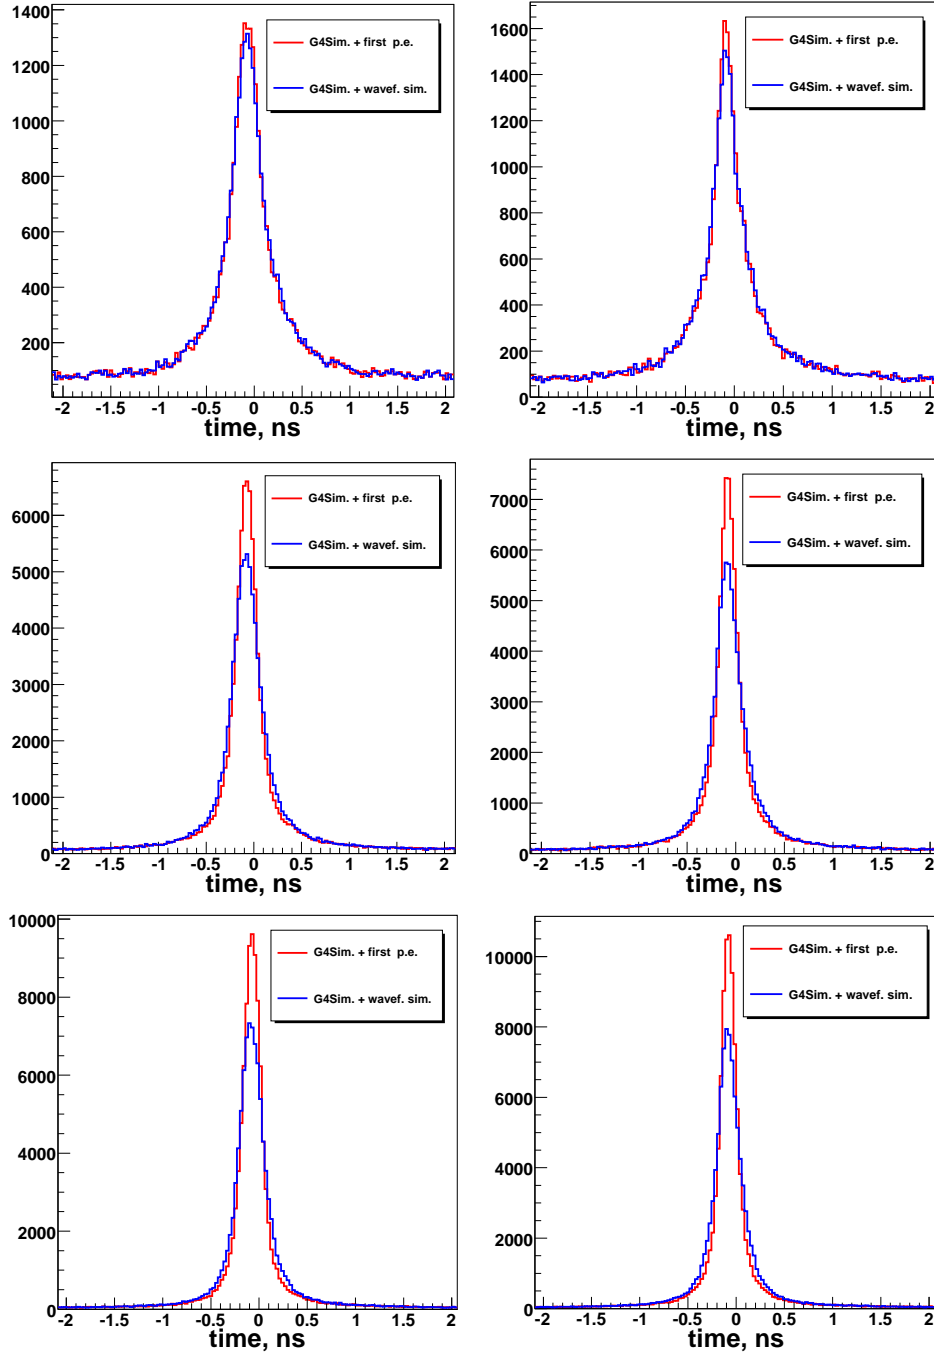 1400
1200
1000
800
600
400
200
G4Sim. + first p.e.
G4Sim. + wavef. sim.
-2 -1.5 -1 -0.5 0 0.5 1 1.5 2
time, ns
1600
1400
1200
1000
800
600
400
200
0
G4Sim. + first p.e.
G4Sim. + wavef. sim.
-2 -1.5 -1 -0.5 0 0.5 1 1.5 2
time, ns
6000
5000
4000
3000
2000
1000
0
G4Sim. + first p.e.
G4Sim. + wavef. sim.
-2 -1.5 -1 -0.5 0 0.5 1 1.5 2
time, ns
7000
6000
5000
4000
3000
2000
1000
0
G4Sim. + first p.e.
G4Sim. + wavef. sim.
-2 -1.5 -1 -0.5 0 0.5 1 1.5 2
time, ns
10000
8000
6000
4000
2000
0
G4Sim. + first p.e.
G4Sim. + wavef. sim.
-2 -1.5 -1 -0.5 0 0.5 1 1.5 2
time, ns
10000
8000
6000
4000
2000
0
G4Sim. + first p.e.
G4Sim. + wavef. sim.
-2 -1.5 -1 -0.5 0 0.5 1 1.5 2
time, ns